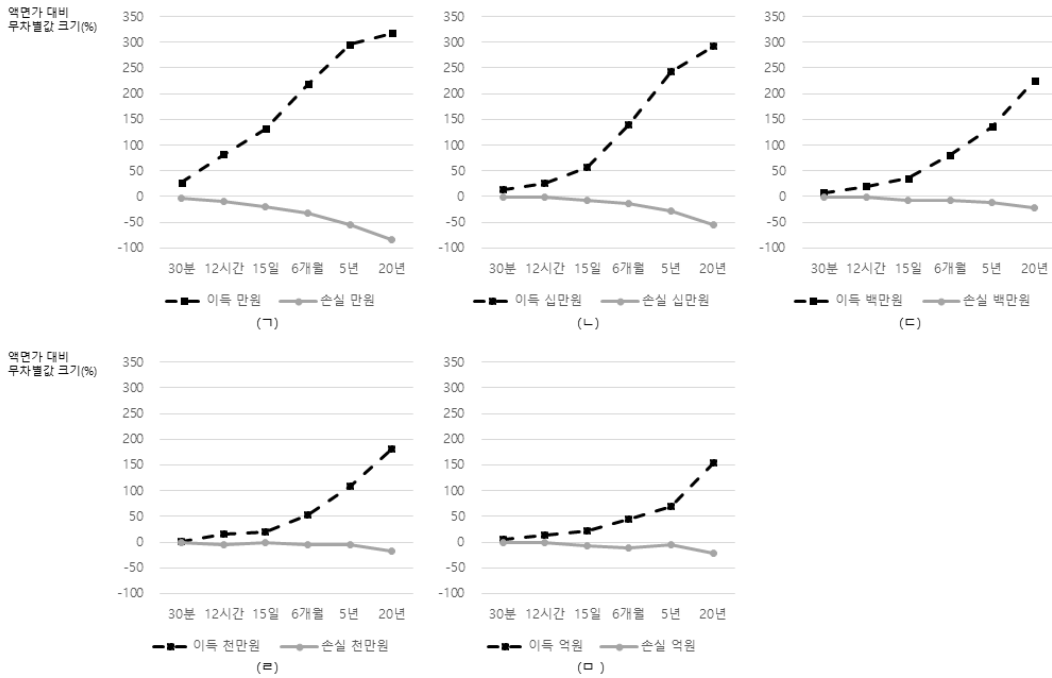 액면가 대비
무차별값 크기(%)
350
300
250
200
150
100
50
0
-50
-100
30분 12시간 15일 6개월 5년 20년
이득 만원 손실 만원
(ㄱ)
350
300
250
200
150
100
50
0
-50
-100
30분 12시간 15일 6개월 5년 20년
이득 십만원 손실 십만원
(ㄴ)
350
300
250
200
150
100
50
0
-50
-100
30분 12시간 15일 6개월 5년 20년
이득 백만원 손실 백만원
(ㄷ)
액면가 대비
무차별값 크기(%)
350
300
250
200
150
100
50
0
-50
-100
30분 12시간 15일 6개월 5년 20년
이득 천만원 손실 천만원
(ㄹ)
350
300
250
200
150
100
50
0
-50
-100
30분 12시간 15일 6개월 5년 20년
이득 억원 손실 억원
(ㅁ)